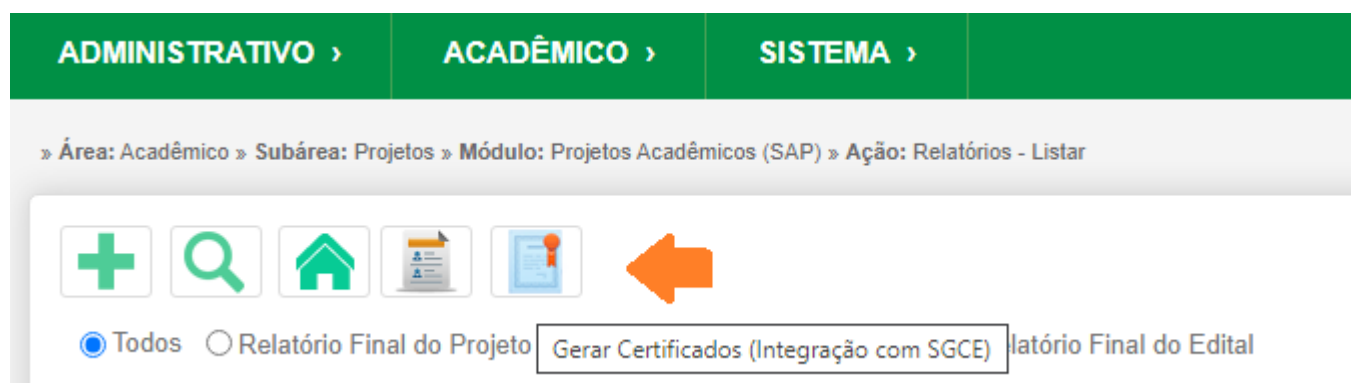 ADMINISTRATIVO › ACADÊMICO › SISTEMA ›
» Área: Acadêmico » Subárea: Projetos » Módulo: Projetos Acadêmicos (SAP) » Ação: Relatórios - Listar
Todos Relatório Final do Projeto Gerar Certificados (Integração com SGCE) latório Final do Edital